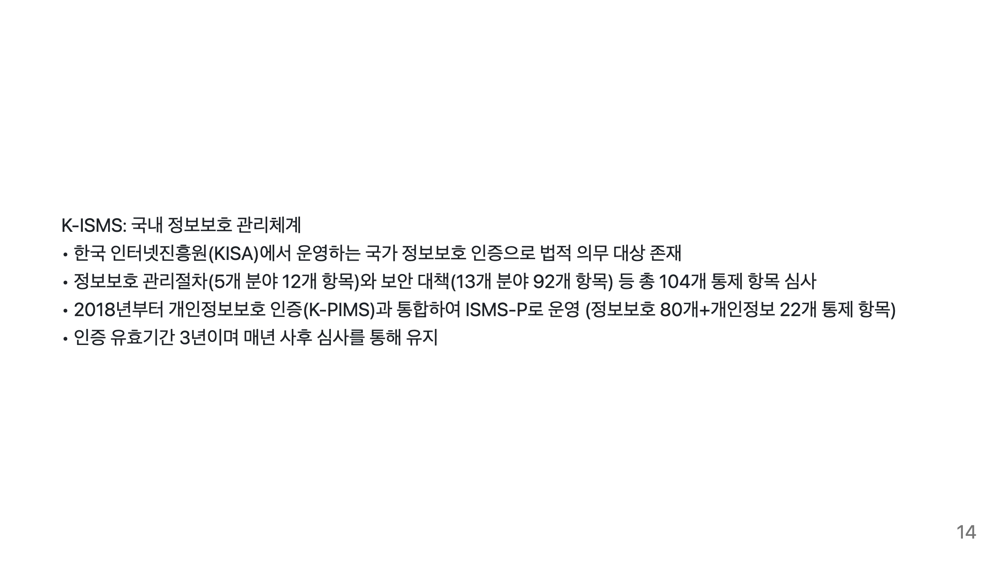 K-ISMS: 국내 정보보호 관리체계
• 한국 인터넷진흥원(KISA)에서 운영하는 국가 정보보호 인증으로 법적 의무 대상 존재
• 정보보호 관리절차(5개 분야 12개 항목)와 보안 대책(13개 분야 92개 항목) 등 총 104개 통제 항목 심사
• 2018년부터 개인정보보호 인증(K-PIMS)과 통합하여 ISMS-P로 운영 (정보보호 80개+개인정보 22개 통제 항목)
• 인증 유효기간 3년이며 매년 사후 심사를 통해 유지
14